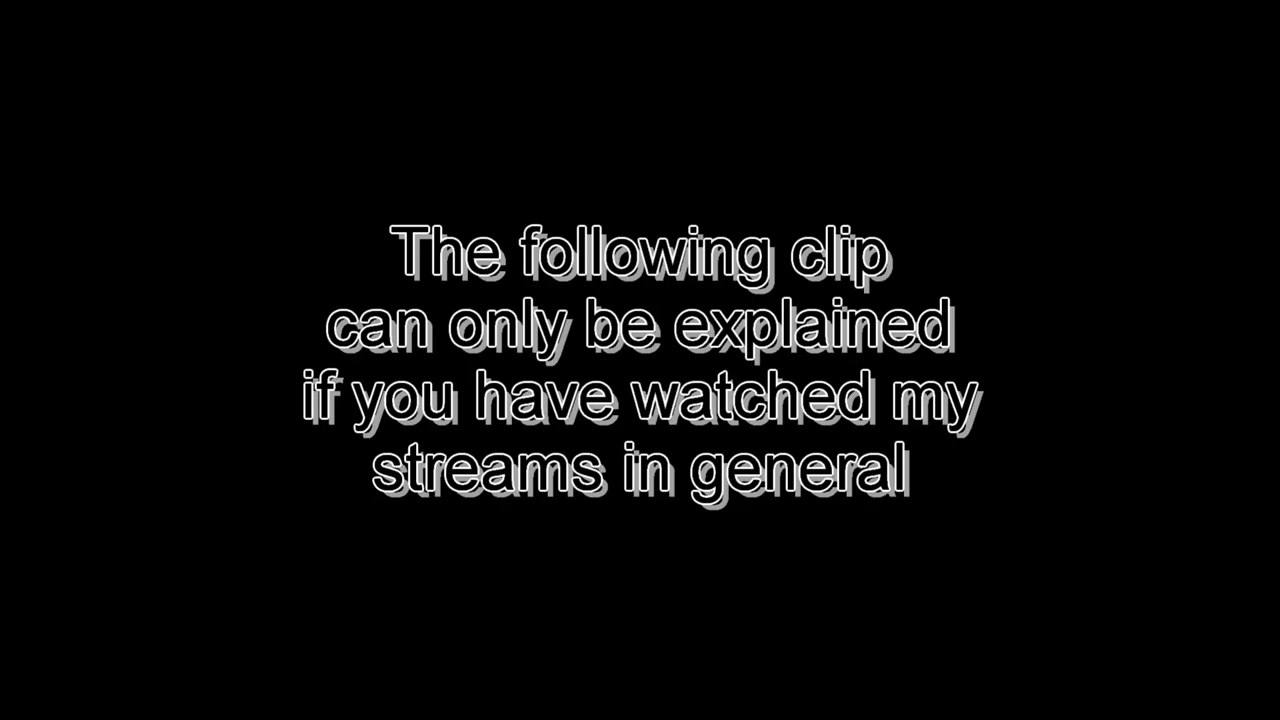 The following clip
can only be explained
if you have watched my
streams in general